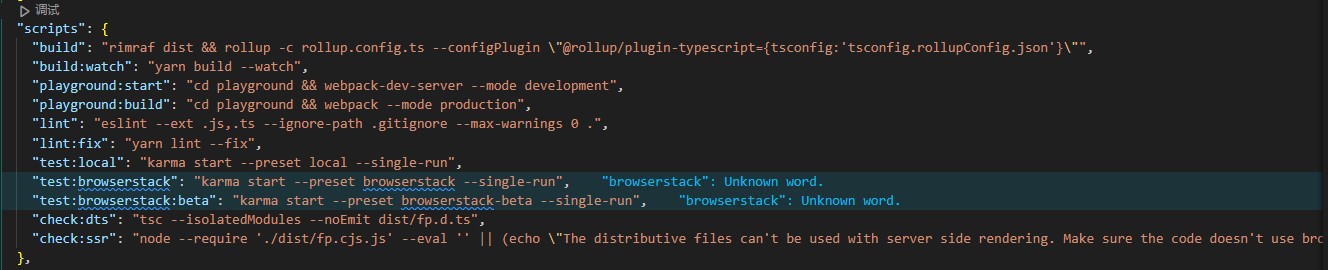 调试
"scripts": {
"build": "rimraf dist && rollup -c rollup.config.ts --configPlugin \"@rollup/plugin-typescript={tsconfig:'tsconfig.rollupConfig.json'}\"",
"build:watch": "yarn build --watch",
"playground:start": "cd playground && webpack-dev-server --mode development",
"playground:build": "cd playground && webpack --mode production",
"lint": "eslint --ext .js,.ts --ignore-path .gitignore --max-warnings 0 .",
"lint:fix": "yarn lint --fix",
"test:local": "karma start --preset local --single-run",
"test:browserstack": "karma start --preset browserstack --single-run", "browserstack": Unknown word.
"test:browserstack:beta": "karma start --preset browserstack-beta --single-run", "browserstack": Unknown word.
"check:dts": "tsc --isolatedModules --noEmit dist/fp.d.ts",
"check:ssr": "node --require './dist/fp.cjs.js' --eval '' || (echo \"The distributive files can't be used with server side rendering. Make sure the code doesn't use bro
},